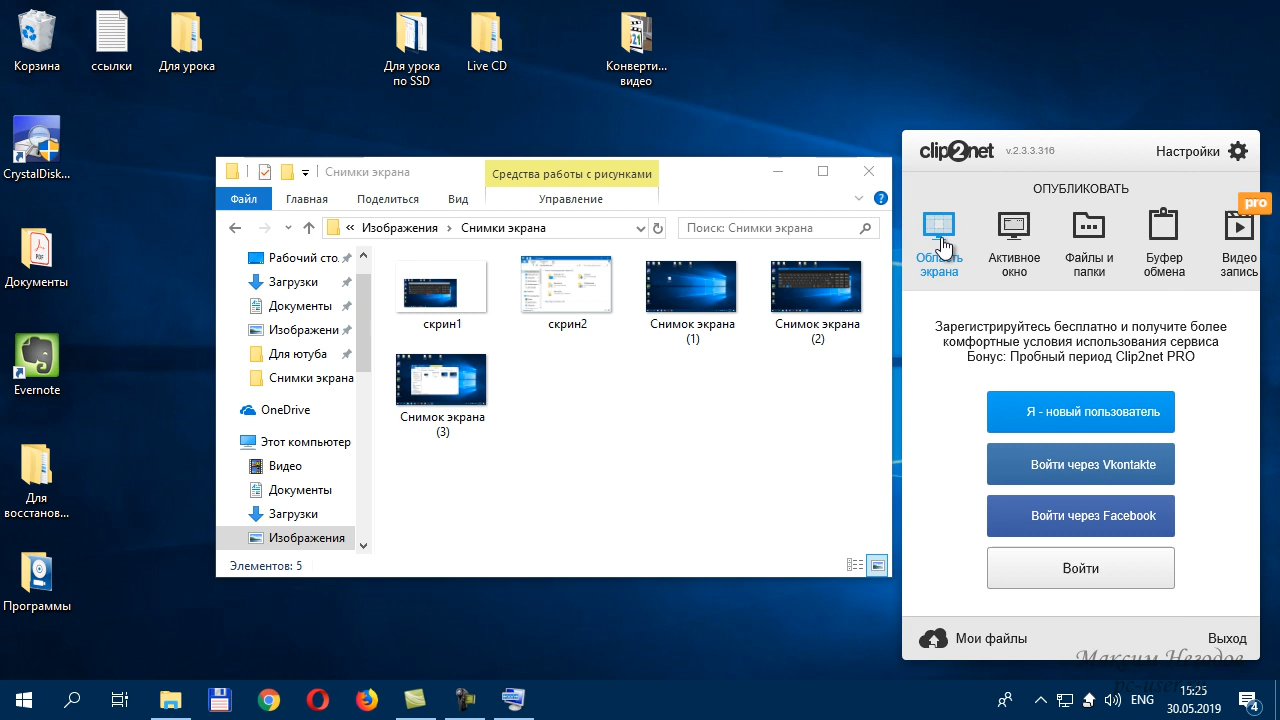 Корзина
ссылки
Для урока
Для урока
по SSD
Live CD
Конверти...
видео
CrystalDisk...
Документы
Evernote
Для
восстанов...
Программы
Снимки экрана
Средства работы с рисунками
Файл
Главная
Поделиться
Вид
Управление
Изображения
Снимки экрана
Поиск: Снимки экрана
Рабочий сто.
Загрузки
Документы
Изображени
Для ютуба
Снимки экрана
OneDrive
Этот компьютер
Видео
Документы
Загрузки
Изображения
скрин1
скрин2
Снимок экрана
(1)
Снимок экрана
(2)
Снимок экрана
(3)
Элементов: 5
clip2net
v.2.3.3.316
Настройки
ОПУБЛИКОВАТЬ
pro
Область
экрана
Файлы и
папки
Буфер
обмена
Видео
запись
Зарегистрируйтесь бесплатно и получите более
комфортные условия использования сервиса
Бонус: Пробный период Clip2net PRO
Я - новый пользователь
Войти через Vkontakte
Войти через Facebook
Войти
Мои файлы
Выход
Максим Негодов
ENG
15:25
30.05.2019
4